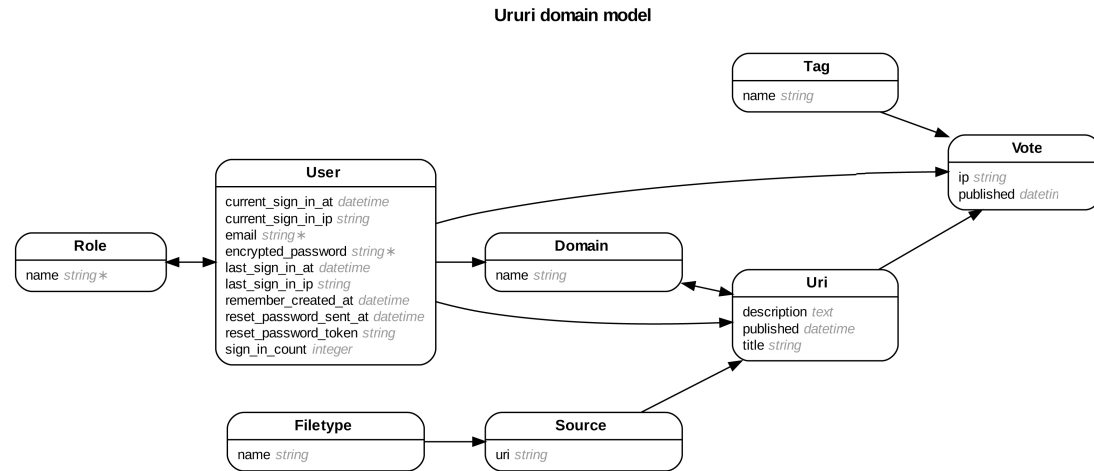 Ururi domain model
Tag
name string
Vote
ip string
published datetin
User
current_sign_in_at datetime
current_sign_in_ip string
email string∗
encrypted_password string∗
last_sign_in_at datetime
last_sign_in_ip string
remember_created_at datetime
reset_password_sent_at datetime
reset_password_token string
sign_in_count integer
Role
name string∗
Domain
name string
Uri
description text
published datetime
title string
Filetype
name string
Source
uri string